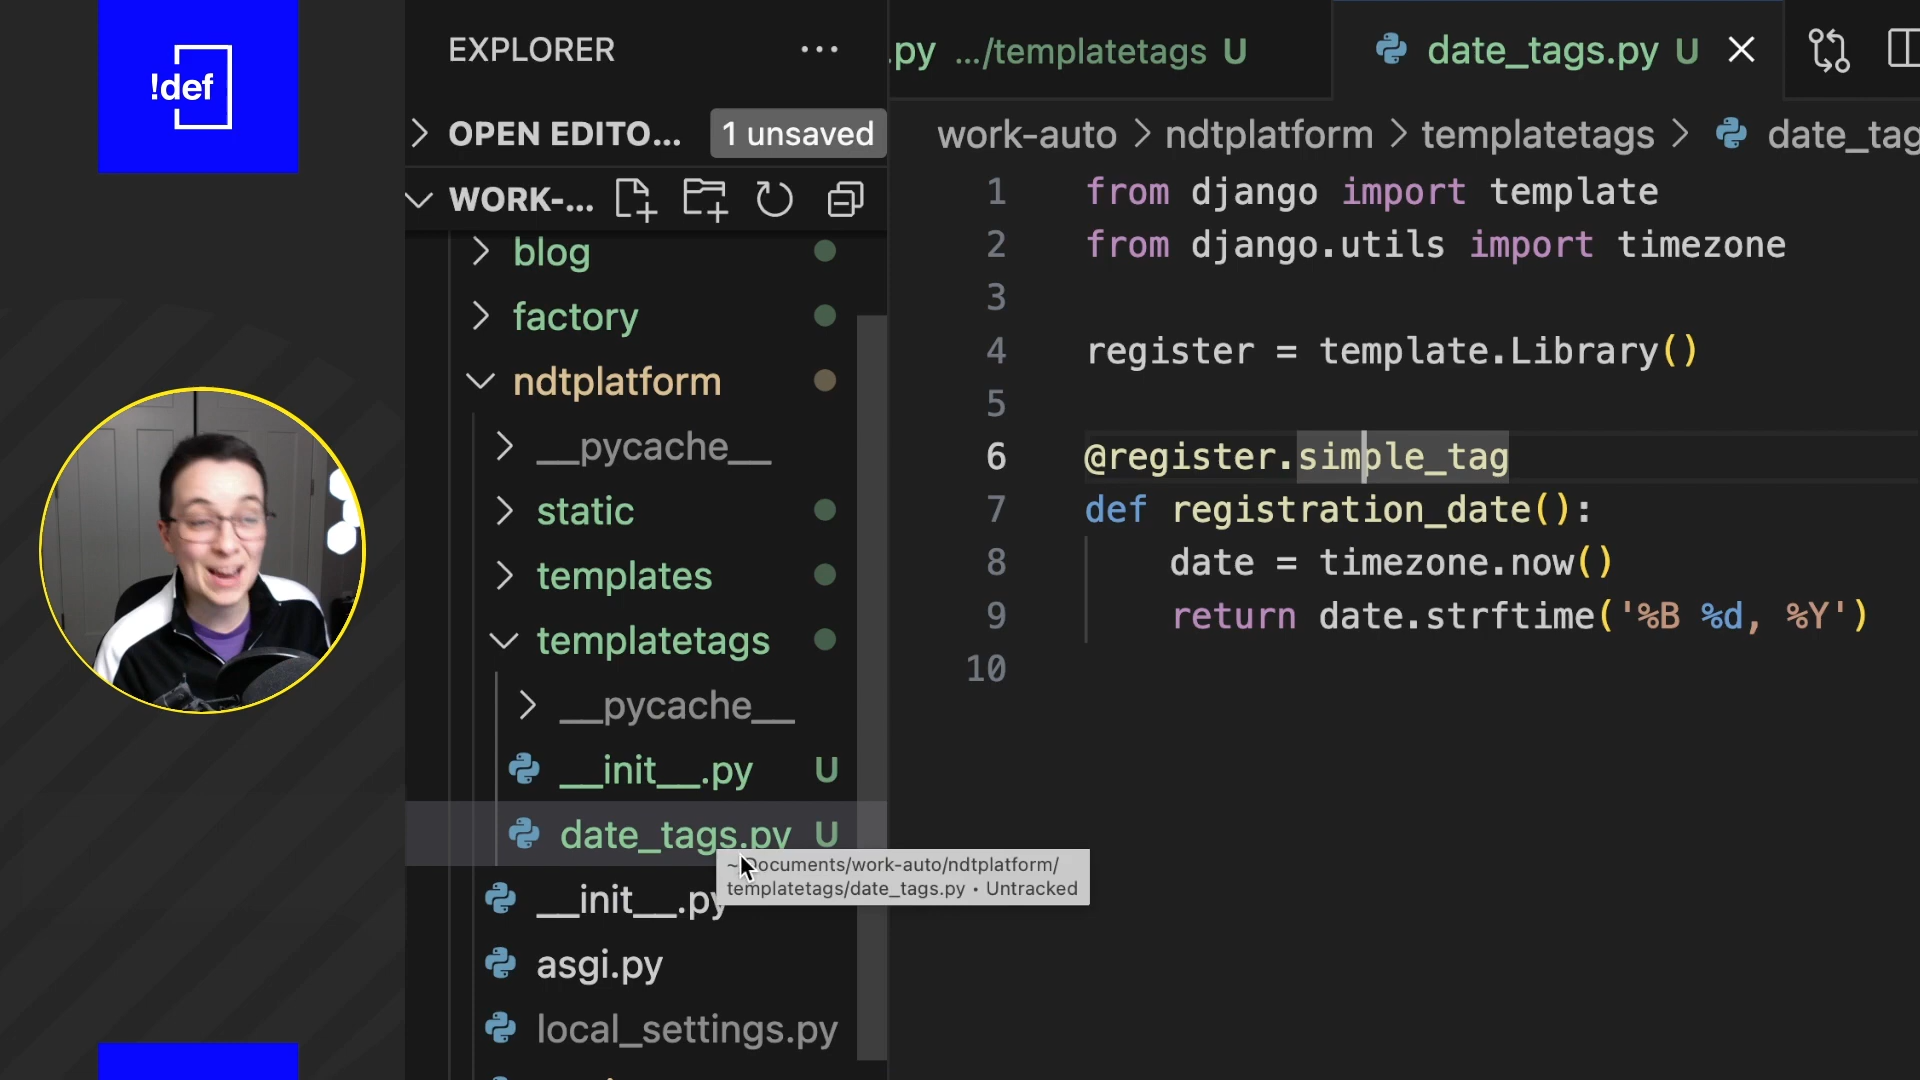 !def
EXPLORER
OPEN EDITO... 1 unsaved
WORK-...
blog
factory
ndtplatform
__pycache__
static
templates
templatetags
__pycache__
__init__.py U
date_tags.py U
__init__.py
asgi.py
local_settings.py
~/Documents/work-auto/ndtplatform/
templatetags/date_tags.py • Untracked
.py .../templatetags U
date_tags.py U
work-auto > ndtplatform > templatetags > date_tag
1 from django import template
2 from django.utils import timezone
3
4 register = template.Library()
5
6 @register.simple_tag
7 def registration_date():
8 date = timezone.now()
9 return date.strftime('%B %d, %Y')
10